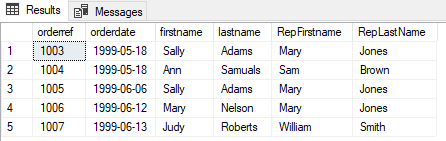 Results Messages
orderref orderdate firstname lastname RepFirstname RepLastName
1 1003 1999-05-18 Sally Adams Mary Jones
2 1004 1999-05-18 Ann Samuals Sam Brown
3 1005 1999-06-06 Sally Adams Mary Jones
4 1006 1999-06-12 Mary Nelson Mary Jones
5 1007 1999-06-13 Judy Roberts William Smith